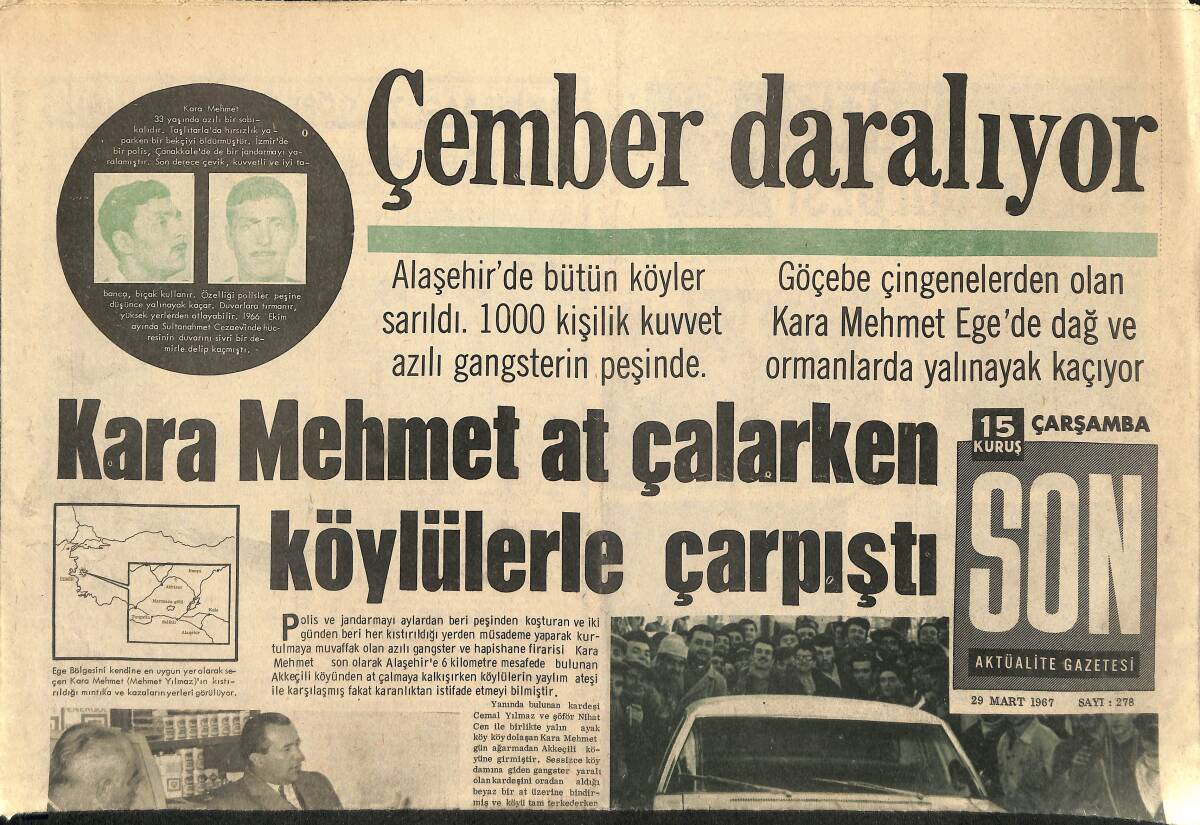 Kara Mehmet
33 yaşında azılı bir sabı-
kalıdır. Taşlıtarla'da hırsızlık ya-
parken bir bekçiyi öldürmüştür. İzmir'de
bir polis, Çanakkale'de de bir jandarmayı ya-
ralamıştır. Son derece çevik, kuvvetli ve iyi ta-
banca, bıçak kullanır. Özelliği polisler peşine
düşünce yalınayak kaçar. Duvarlara tırmanır,
yüksek yerlerden atlayabilir. 1966 Ekim
ayında Sultanahmet Cezaevinde hüc-
resinin duvarını sivri bir de-
mirle delip kaçmıştı.
Çember daralıyor
Alaşehir'de bütün köyler
sarıldı. 1000 kişilik kuvvet
azılı gangsterin peşinde.
Göçebe çingenelerden olan
Kara Mehmet Ege'de dağ ve
ormanlarda yalınayak kaçıyor
Kara Mehmet at çalarken
köylülerle çarpıştı
15
KURUŞ
ÇARŞAMBA
SON
AKTÜALİTE GAZETESİ
29 MART 1967 SAYI : 278
Akhisar
Marmara gölü
Salihli
Kula
Alaşehir
Ege Bölgesini kendine en uygun yer olarak se-
çen Kara Mehmet (Mehmet Yılmaz)'ın kıstı-
rıldığı mıntıka ve kazaların yerleri görülüyor.
Polis ve jandarmayı aylardan beri peşinden koşturan ve iki
günden beri her kıstırıldığı yerden müsademe yaparak kur-
tulmaya muvaffak olan azılı gangster ve hapishane firarisi Kara
Mehmet son olarak Alaşehir'e 6 kilometre mesafede bulunan
Akkeçili köyünden at çalmaya kalkışırken köylülerin yaylım ateşi
ile karşılaşmış fakat karanlıktan istifade etmeyi bilmiştir.
Yanında bulunan kardeşi
Cemal Yılmaz ve şöför Nihat
Cen ile birlikte yalın ayak
köy köy dolaşan Kara Mehmet
gün ağarmadan Akkeçili kö-
yüne girmiştir. Sessizce köy
damına giden gangster yaralı
olan kardeşini oradan aldığı
beyaz bir at üzerine bindir-
miş ve köyü tam terkederken